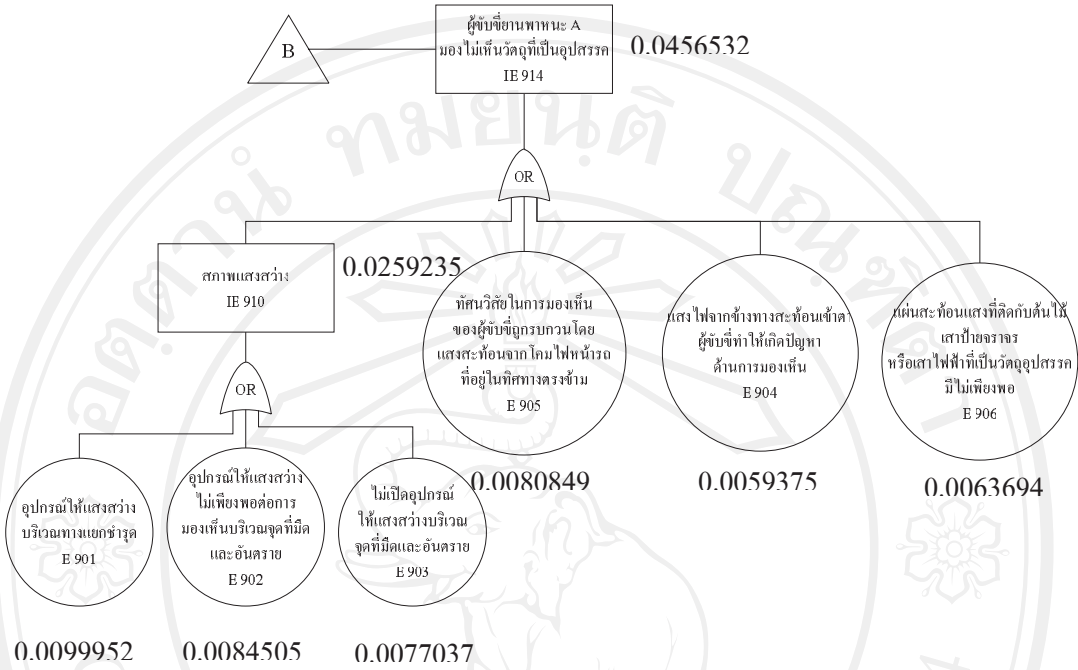 B
ผู้ขับขี่ยานพาหนะ A
มองไม่เห็นวัตถุที่เป็นอุปสรรค
IE 914
0.0456532
OR
สภาพแสงสว่าง
IE 910
0.0259235
ทัศนวิสัยในการมองเห็น
ของผู้ขับขี่ถูกรบกวนโดย
แสงสะท้อนจากโคมไฟหน้ารถ
ที่อยู่ในทิศทางตรงข้าม
E 905
0.0080849
แสงไฟจากข้างทางสะท้อนเข้าตา
ผู้ขับขี่ทำให้เกิดปัญหา
ด้านการมองเห็น
E 904
0.0059375
แผ่นสะท้อนแสงที่ติดกับต้นไม้
เสาป้ายจราจร
หรือเสาไฟฟ้าที่เป็นวัตถุอุปสรรค
มีไม่เพียงพอ
E 906
0.0063694
OR
อุปกรณ์ให้แสงสว่าง
บริเวณทางแยกชำรุด
E 901
0.0099952
อุปกรณ์ให้แสงสว่าง
ไม่เพียงพอต่อการ
มองเห็นบริเวณจุดที่มืด
และอันตราย
E 902
0.0084505
ไม่เปิดอุปกรณ์
ให้แสงสว่างบริเวณ
จุดที่มืดและอันตราย
E 903
0.0077037
อตฺตานํ ทมยนฺติ ปณฺฑิตา